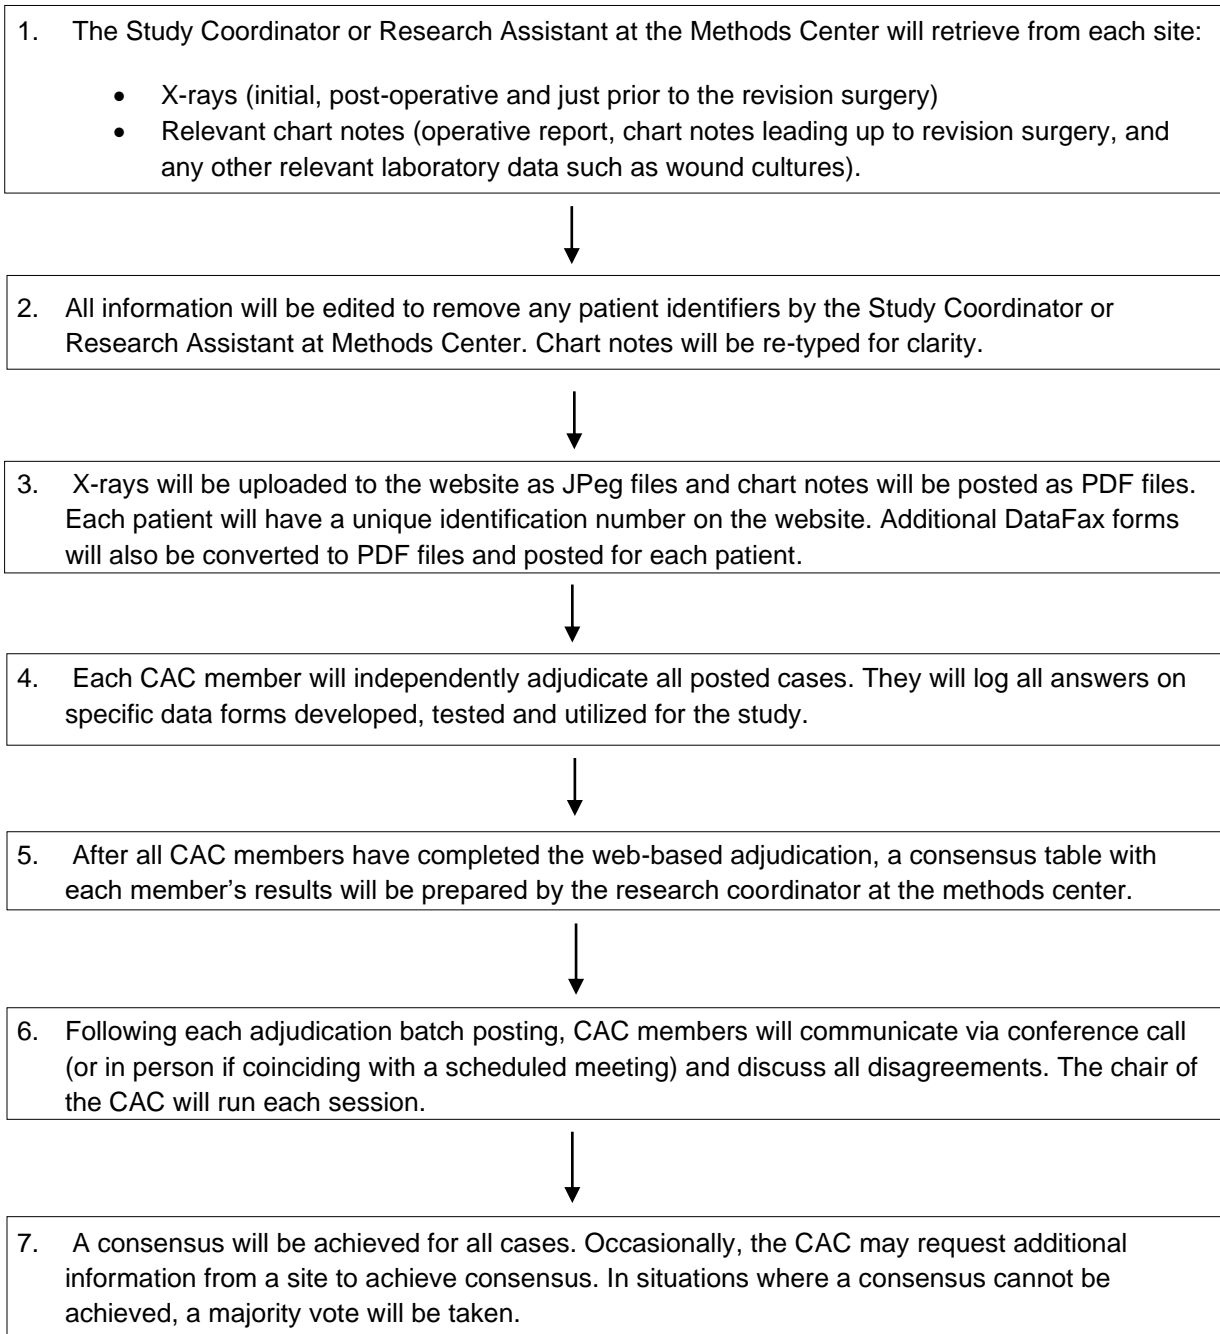 1. The Study Coordinator or Research Assistant at the Methods Center will retrieve from each site:
• X-rays (initial, post-operative and just prior to the revision surgery)
• Relevant chart notes (operative report, chart notes leading up to revision surgery, and
any other relevant laboratory data such as wound cultures).
2. All information will be edited to remove any patient identifiers by the Study Coordinator or
Research Assistant at Methods Center. Chart notes will be re-typed for clarity.
3. X-rays will be uploaded to the website as JPeg files and chart notes will be posted as PDF files.
Each patient will have a unique identification number on the website. Additional DataFax forms
will also be converted to PDF files and posted for each patient.
4. Each CAC member will independently adjudicate all posted cases. They will log all answers on
specific data forms developed, tested and utilized for the study.
5. After all CAC members have completed the web-based adjudication, a consensus table with
each member’s results will be prepared by the research coordinator at the methods center.
6. Following each adjudication batch posting, CAC members will communicate via conference call
(or in person if coinciding with a scheduled meeting) and discuss all disagreements. The chair of
the CAC will run each session.
7. A consensus will be achieved for all cases. Occasionally, the CAC may request additional
information from a site to achieve consensus. In situations where a consensus cannot be
achieved, a majority vote will be taken.